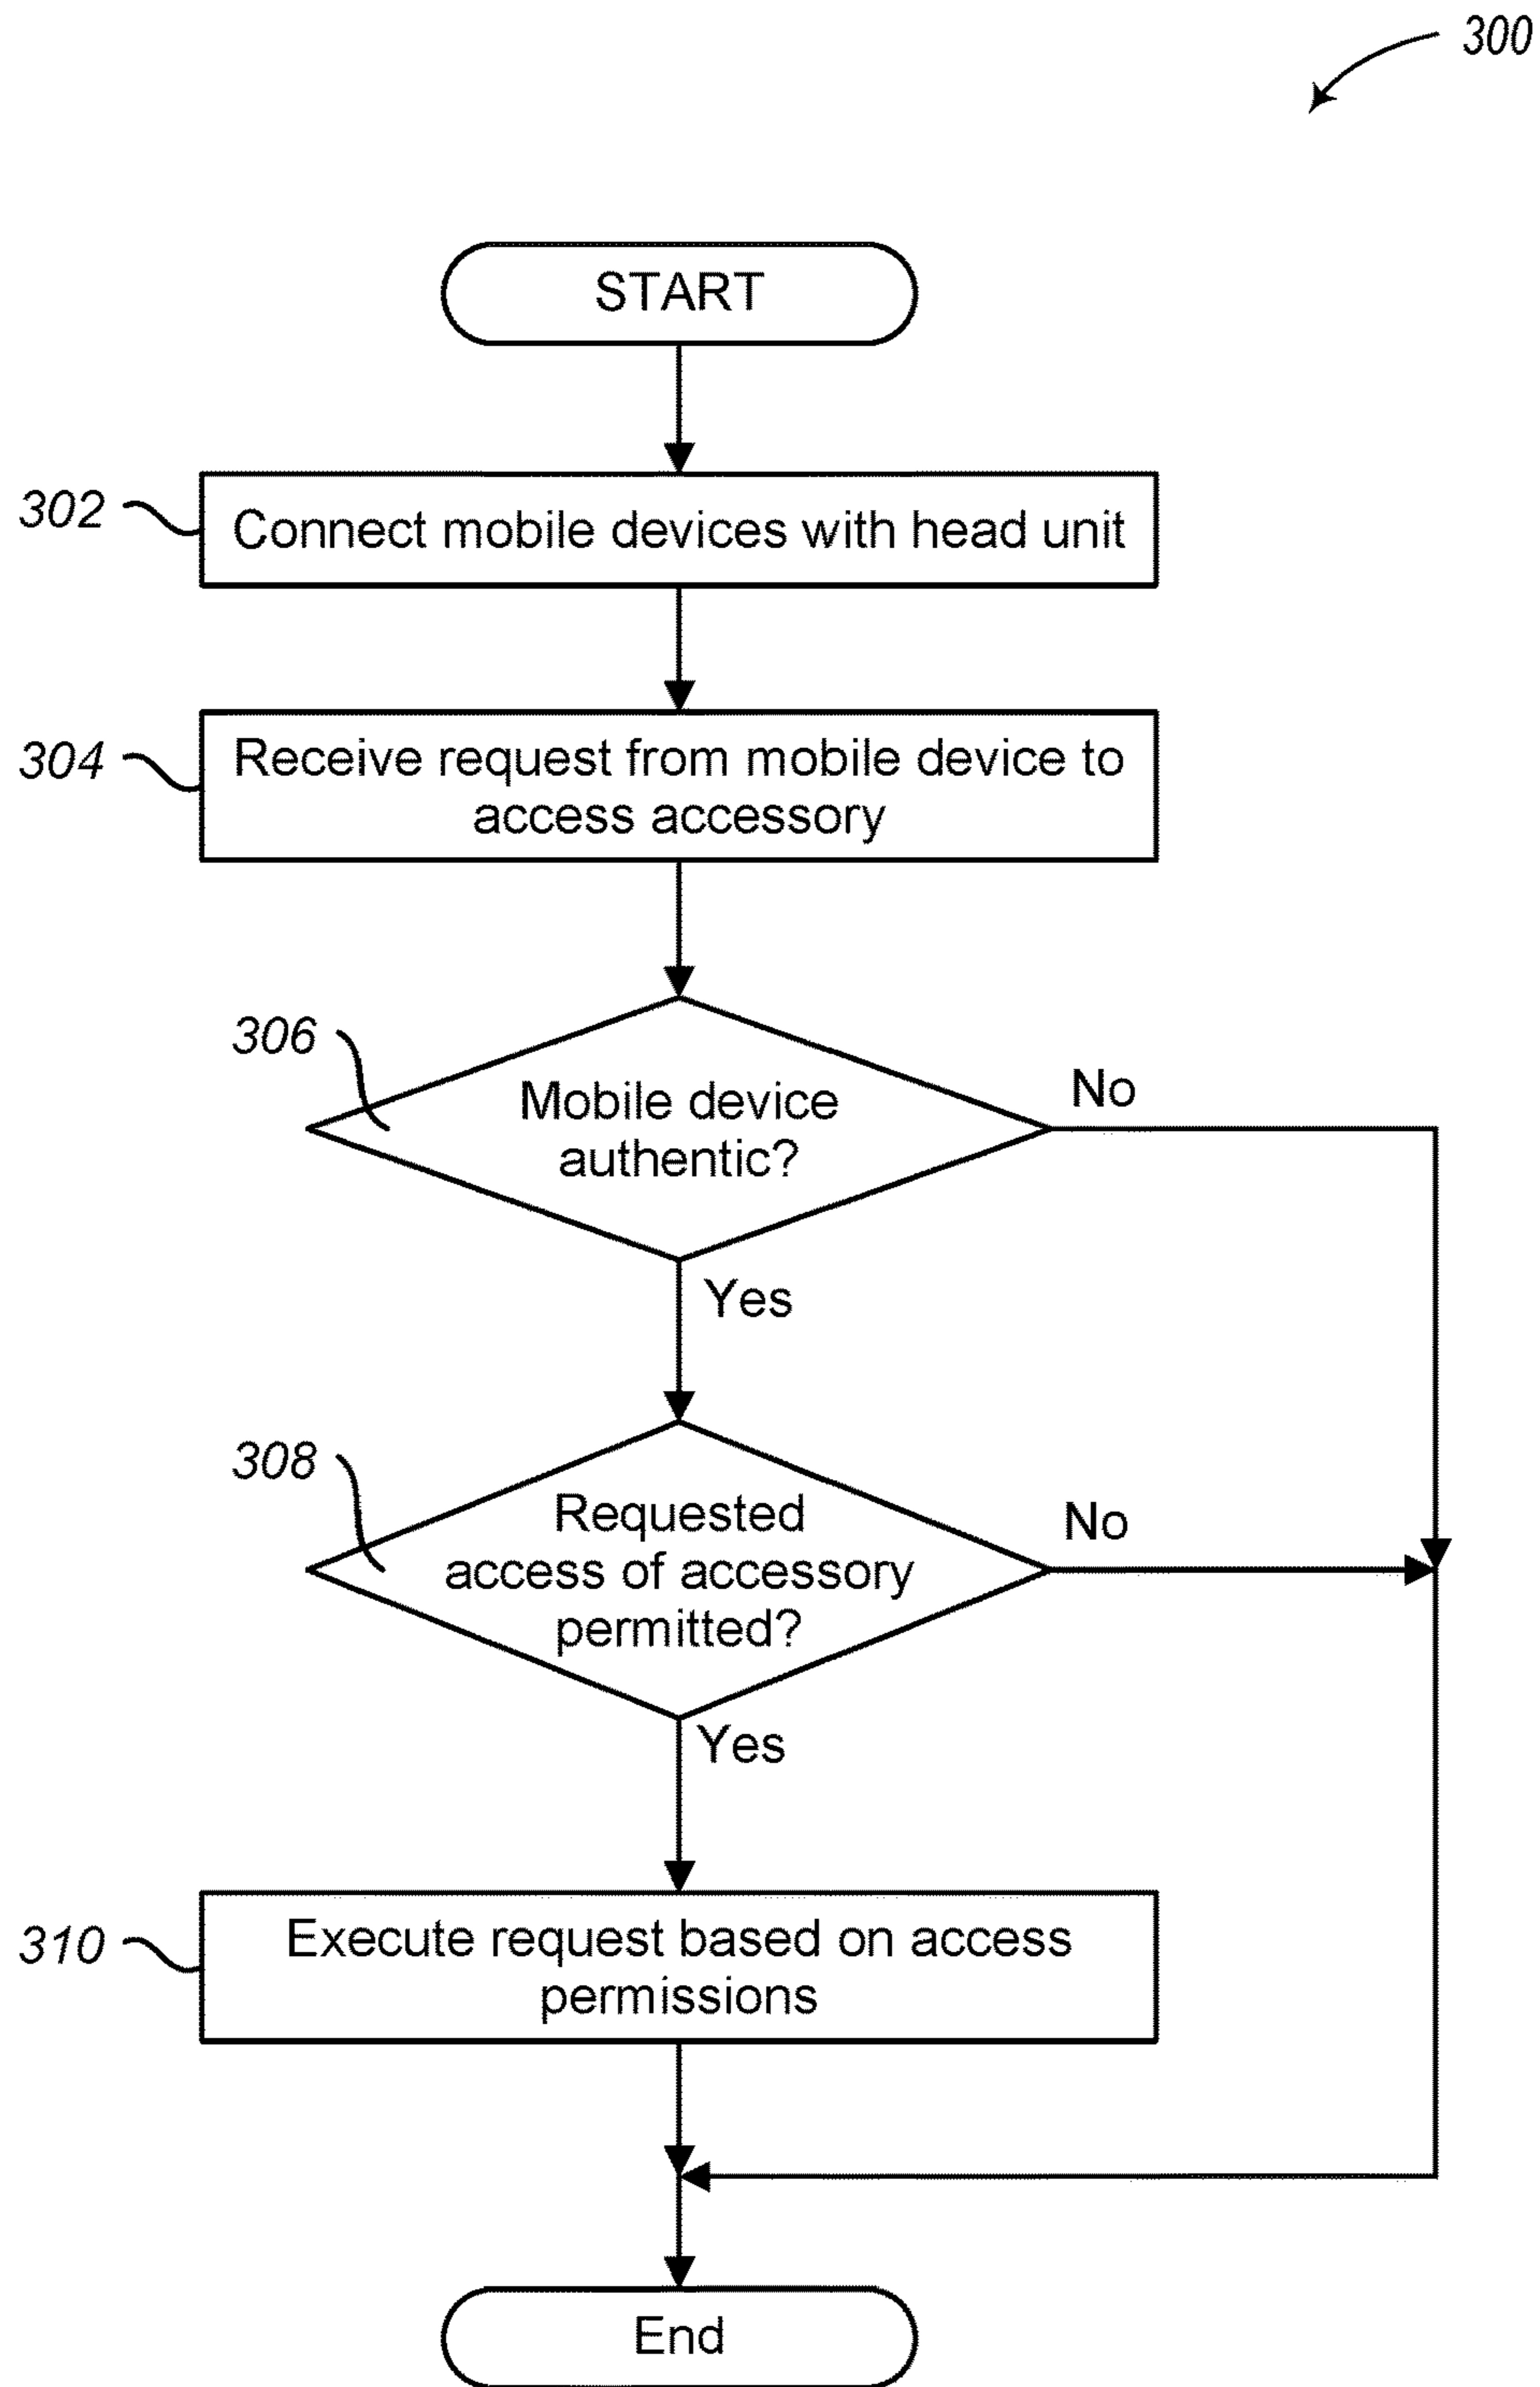 300
START
302
Connect mobile devices with head unit
304
Receive request from mobile device to
access accessory
306
Mobile device
authentic?
No
Yes
308
Requested
access of accessory
permitted?
No
Yes
310
Execute request based on access
permissions
End